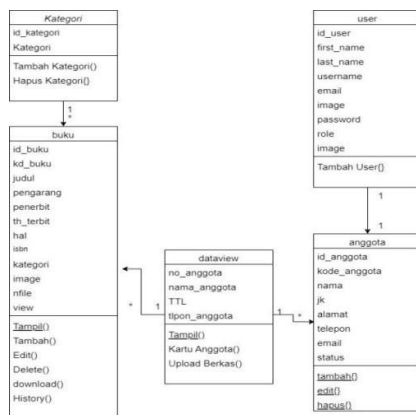 Kategori
id_kategori
Kategori
Tambah Kategori()
Hapus Kategori{}
1
*
buku
id_buku
kd_buku
judul
pengarang
penerbit
th_terbit
hal
isbn
kategori
image
nfile
view
Tampil()
Tambah()
Edit()
Delete()
download()
History()
*
1
dataview
no_anggota
nama_anggota
TTL
tlpon_anggota
Tampil()
Kartu Anggota()
Upload Berkas()
1
*
user
id_user
first_name
last_name
username
email
image
password
role
image
Tambah User{}
1
1
anggota
id_anggota
kode_anggota
nama
jk
alamat
telepon
email
status
tambah{}
edit{}
hapus{}